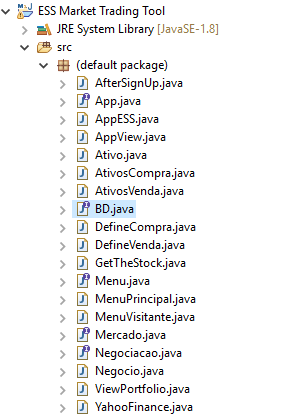 ESS Market Trading Tool
JRE System Library [JavaSE-1.8]
src
(default package)
AfterSignUp.java
App.java
AppESS.java
AppView.java
Ativo.java
AtivosCompra.java
AtivosVenda.java
BD.java
DefineCompra.java
DefineVenda.java
GetTheStock.java
Menu.java
MenuPrincipal.java
MenuVisitante.java
Mercado.java
Negociacao.java
Negocio.java
ViewPortfolio.java
YahooFinance.java